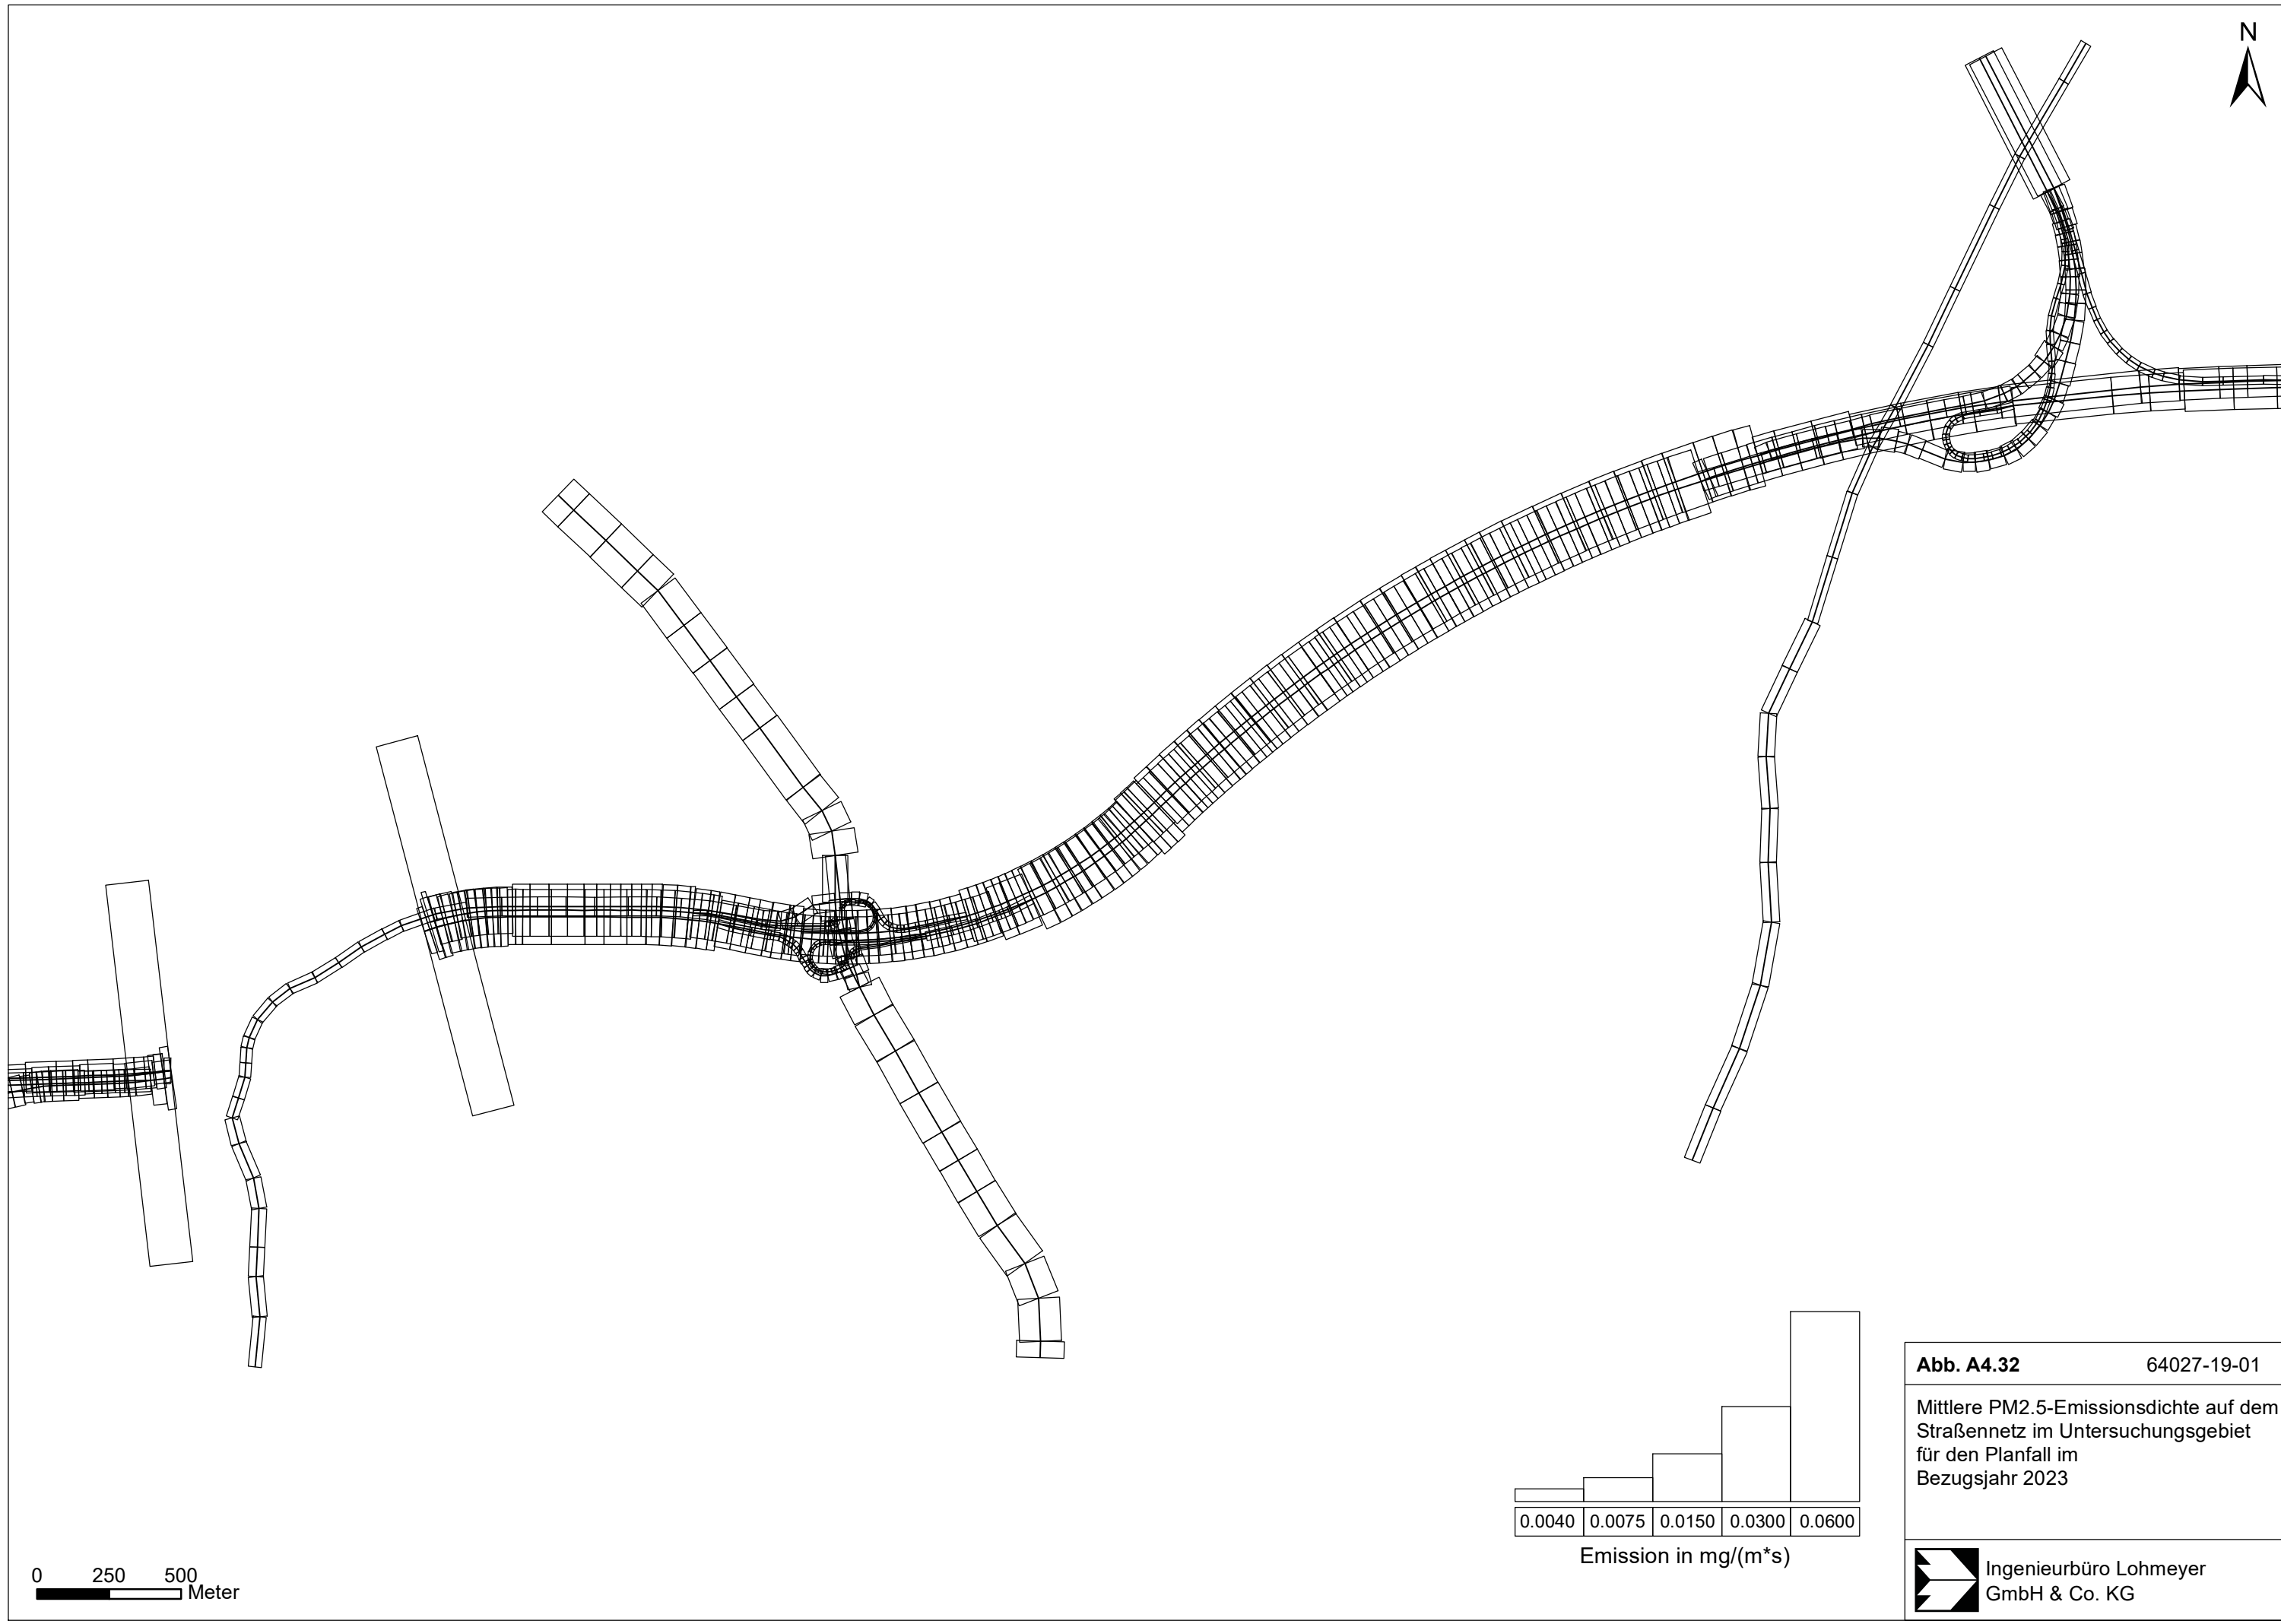 N
0 250 500
Meter
0.0040 0.0075 0.0150 0.0300 0.0600
Emission in mg/(m*s)
Abb. A4.32 64027-19-01
Mittlere PM2.5-Emissionsdichte auf dem
Straßennetz im Untersuchungsgebiet
für den Planfall im
Bezugsjahr 2023
Ingenieurbüro Lohmeyer
GmbH & Co. KG